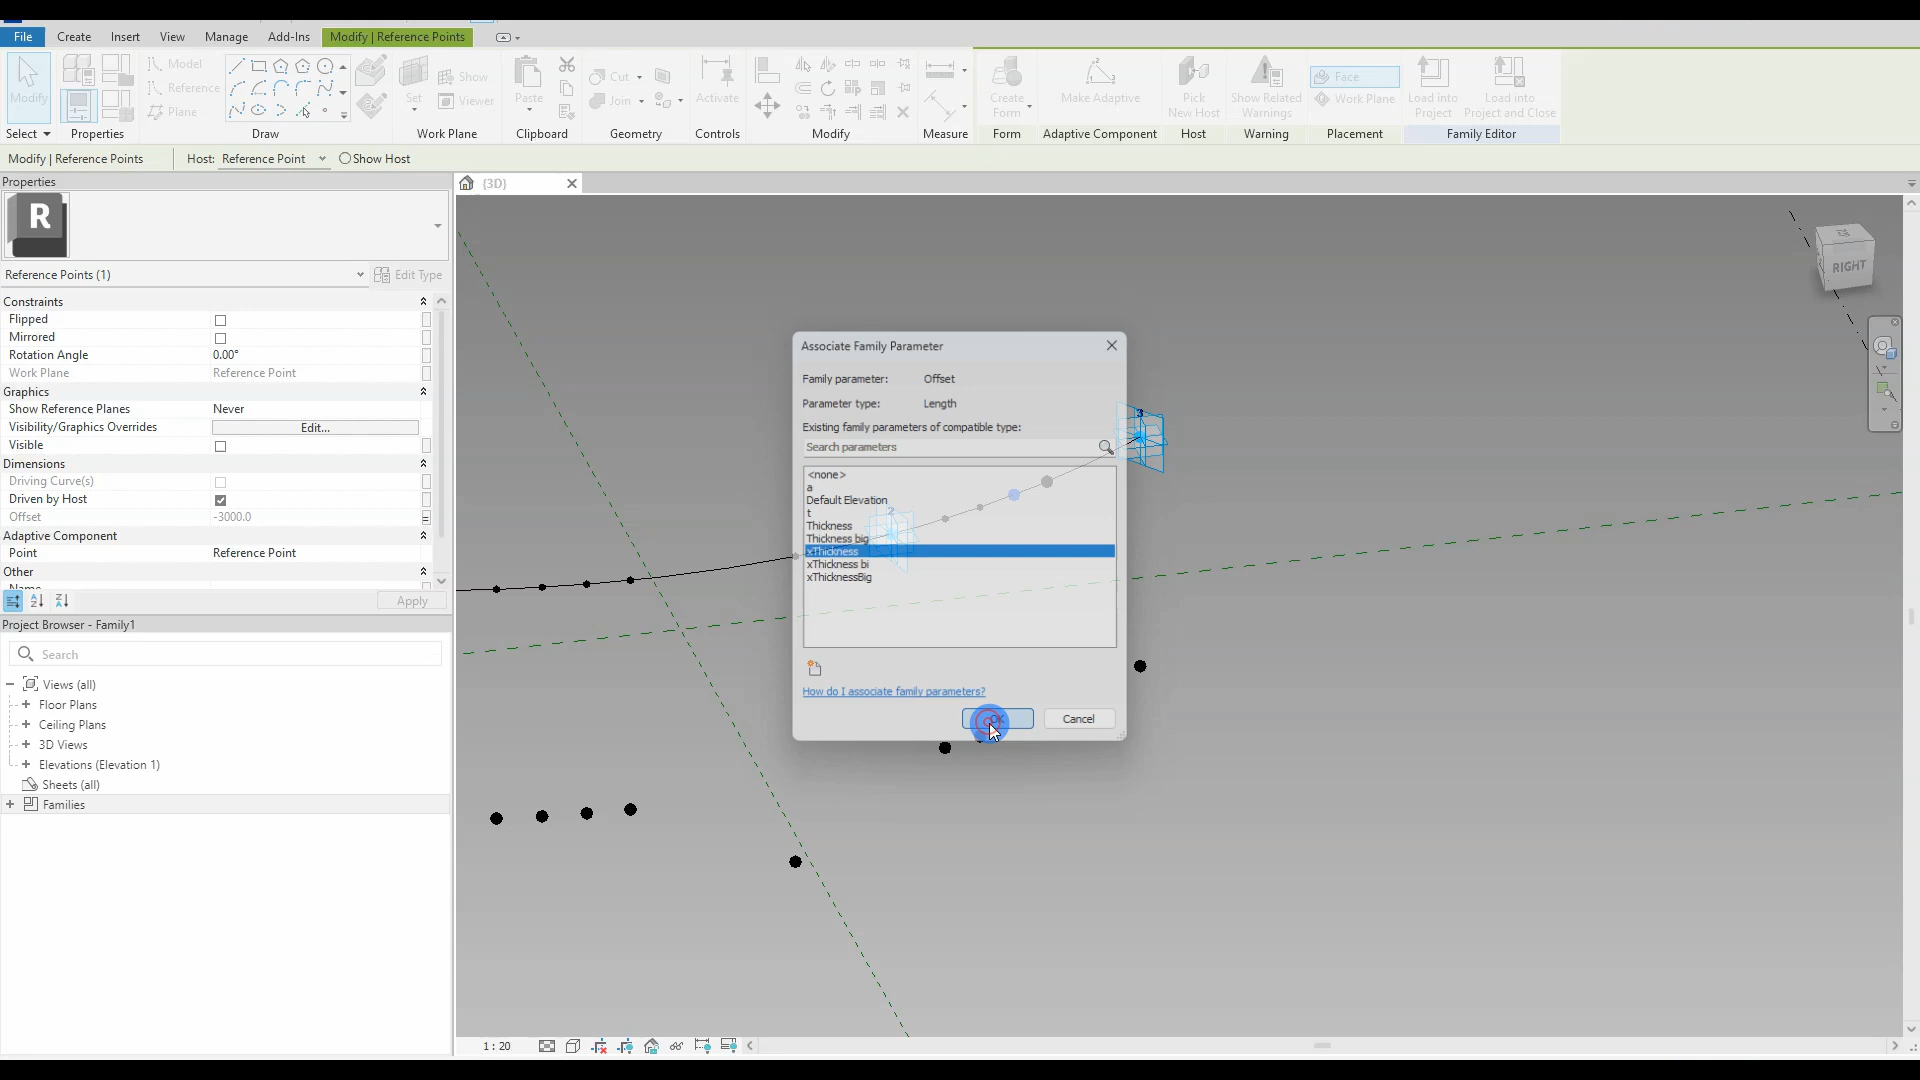 File Create Insert View Manage Add-Ins Modify | Reference Points
Modify
Model
Reference
Plane
Set
Show
Viewer
Paste
Cut
Join
Activate
Create Form
Make Adaptive
Pick New Host
Show Related Warnings
Face
Work Plane
Load into Project
Load into Project and Close
Select Properties Draw Work Plane Clipboard Geometry Controls Modify Measure Form Adaptive Component Host Warning Placement Family Editor
Modify | Reference Points Host: Reference Point Show Host
Properties
{3D}
R
Reference Points (1) Edit Type
Constraints
Flipped
Mirrored
Rotation Angle 0.00°
Work Plane Reference Point
Graphics
Show Reference Planes Never
Visibility/Graphics Overrides Edit...
Visible
Dimensions
Driving Curve(s)
Driven by Host
Offset -3000.0
Adaptive Component
Point Reference Point
Other
Apply
Project Browser - Family1
Search
Views (all)
Floor Plans
Ceiling Plans
3D Views
Elevations (Elevation 1)
Sheets (all)
Families
RIGHT
3
2
Associate Family Parameter
Family parameter: Offset
Parameter type: Length
Existing family parameters of compatible type:
Search parameters
<none>
a
Default Elevation
t
Thickness
Thickness big
xThickness
xThickness bi
xThicknessBig
How do I associate family parameters?
OK Cancel
1 : 20